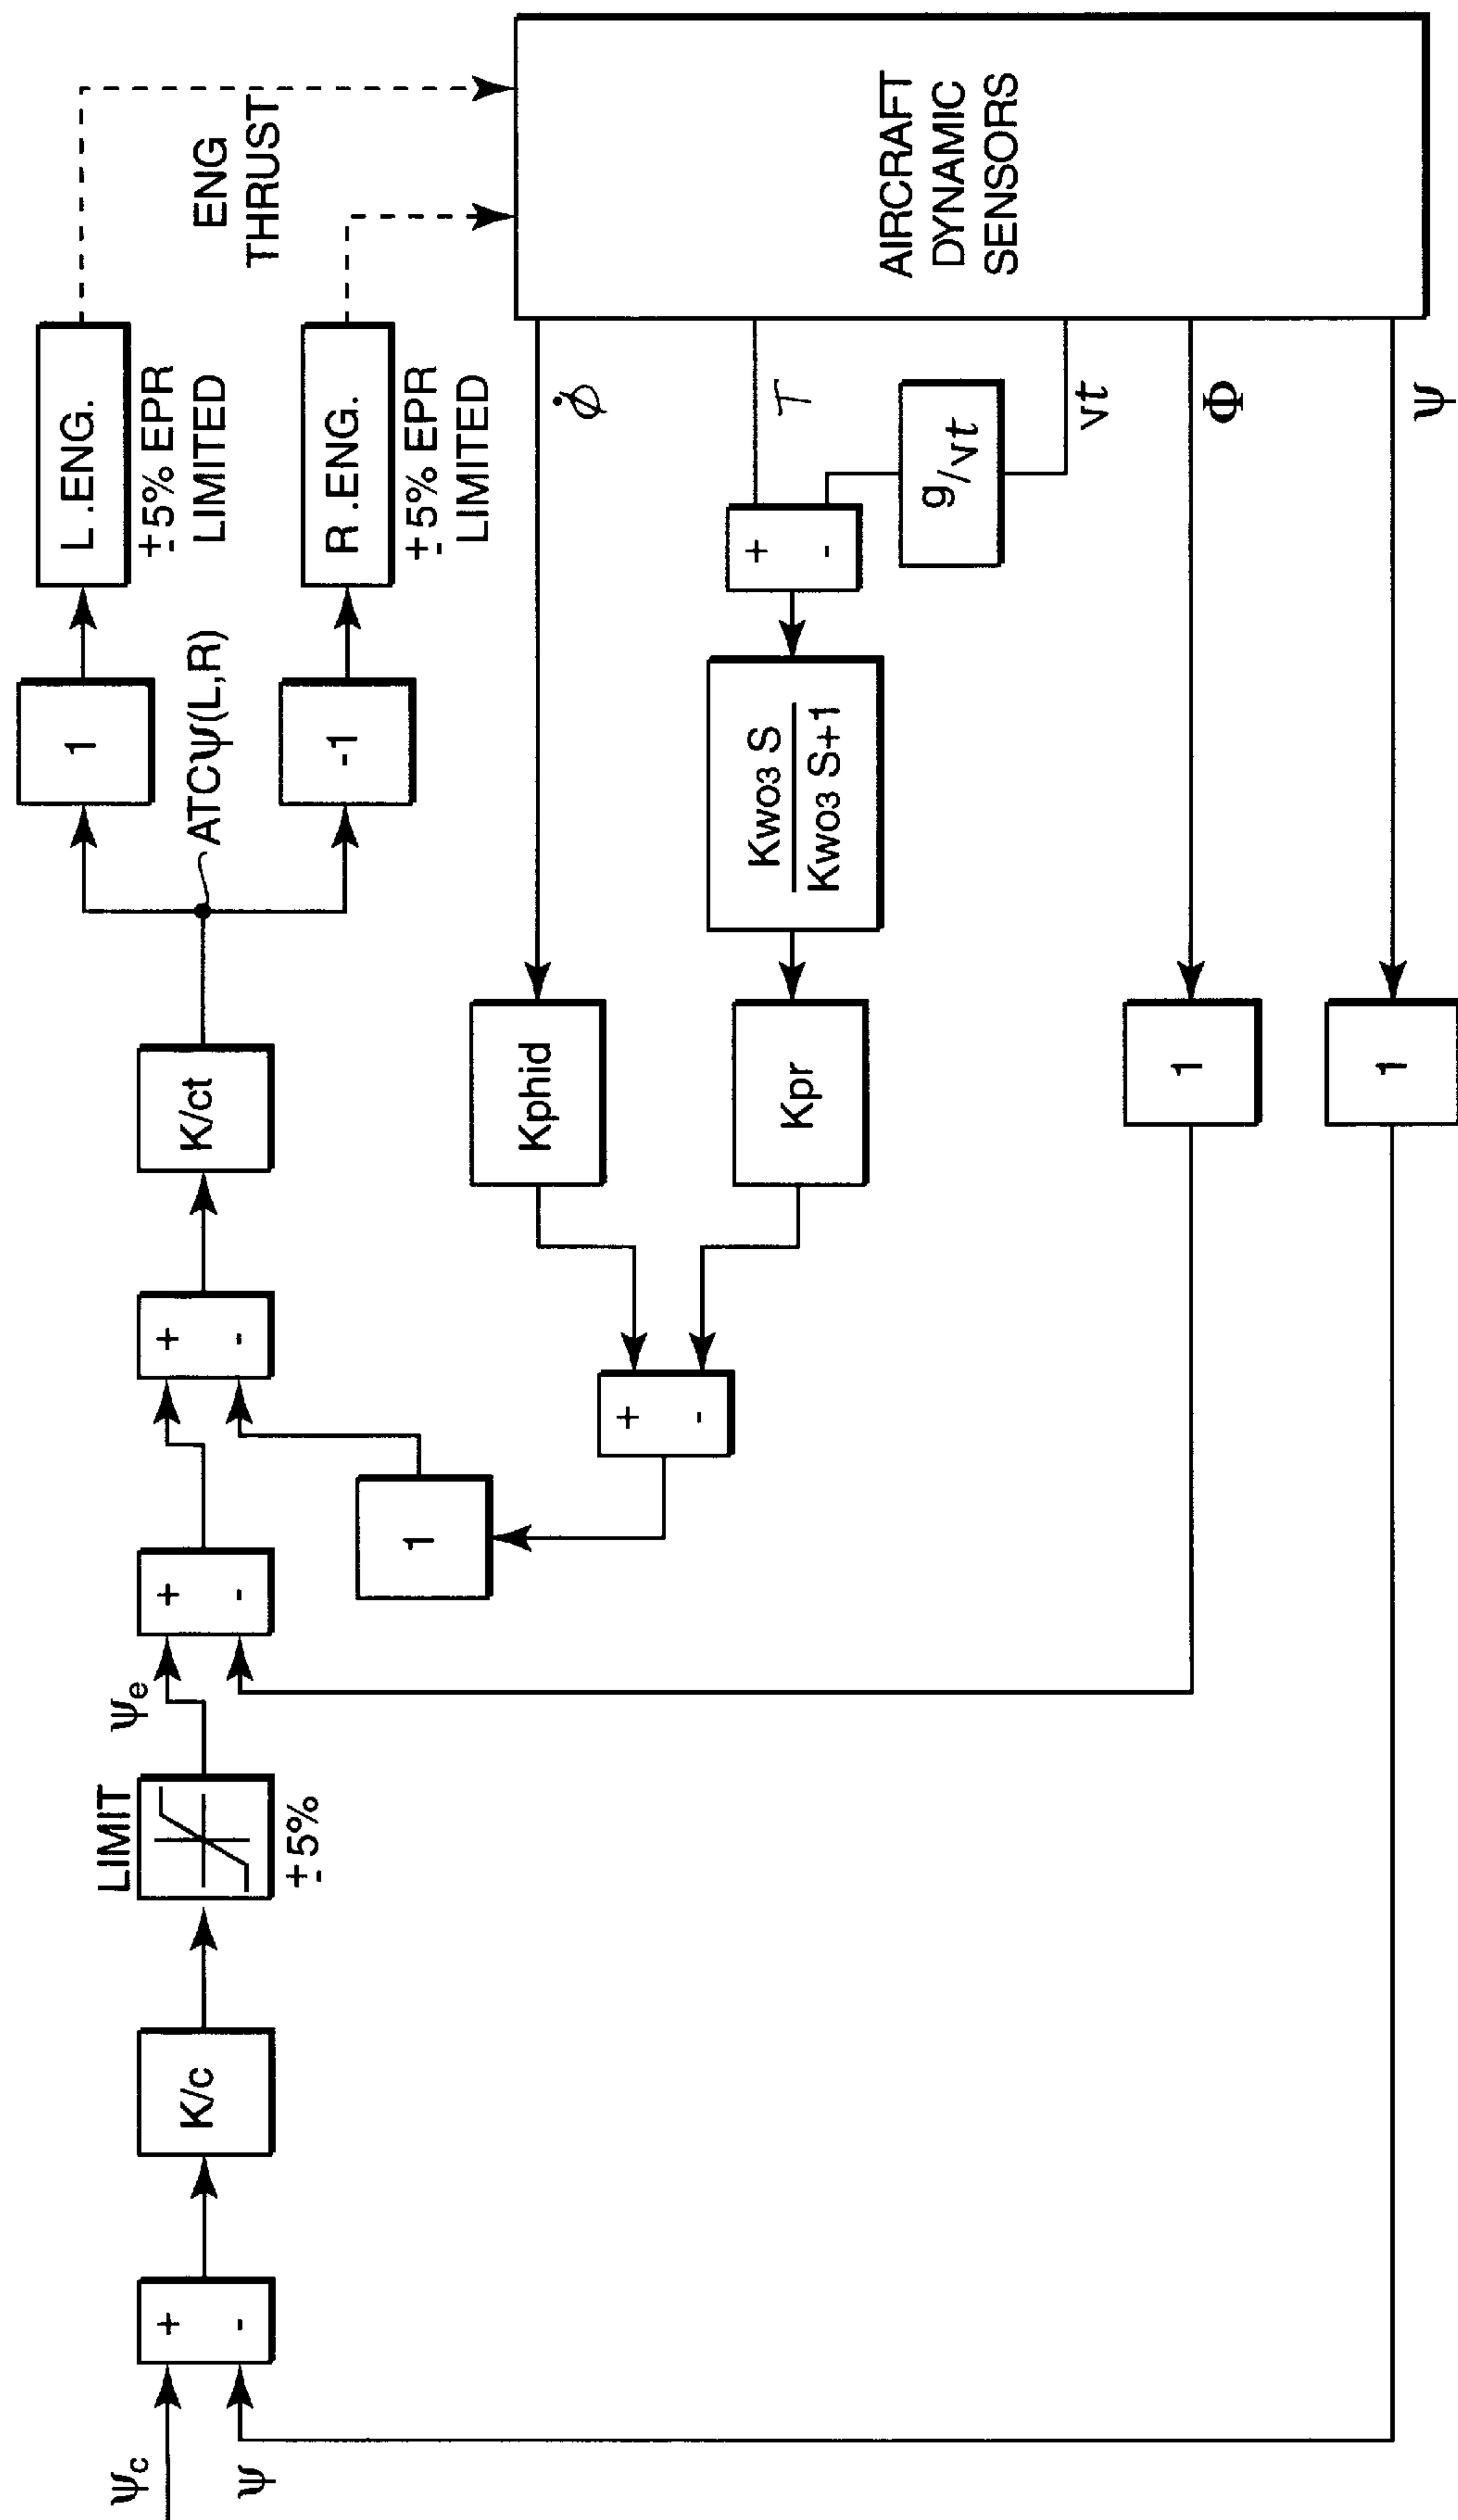 Ψc
Ψ
+
-
K/c
LIMIT
±5%
Ψe
+
-
+
-
K/ct
ATCΨ(L,R)
1
-1
L.ENG.
±5% EPR
LIMITED
R.ENG.
±5% EPR
LIMITED
ENG
THRUST
1
+
-
Kphid
Kpr
Kwo3 S
Kwo3 S+1
+
-
g/vt
vt
1
1
Φ
Ψ
AIRCRAFT
DYNAMIC
SENSORS